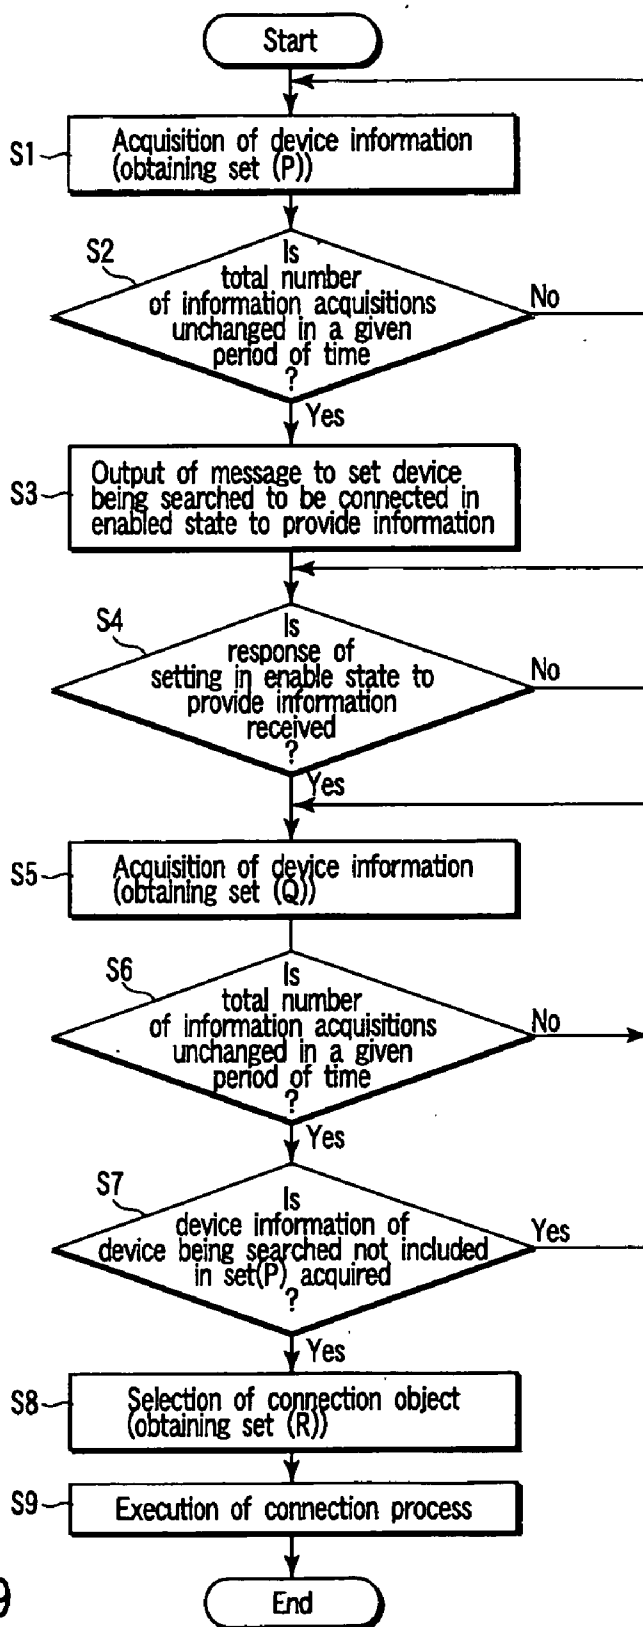 Start
S1
Acquisition of device information
(obtaining set (P))
S2
Is
total number
of information acquisitions
unchanged in a given
period of time
?
No
Yes
S3
Output of message to set device
being searched to be connected in
enabled state to provide information
S4
Is
response of
setting in enable state to
provide information
received
?
No
Yes
S5
Acquisition of device information
(obtaining set (Q))
S6
Is
total number
of information acquisitions
unchanged in a given
period of time
?
No
Yes
S7
Is
device information of
device being searched not included
in set(P) acquired
?
Yes
Yes
S8
Selection of connection object
(obtaining set (R))
S9
Execution of connection process
9
End